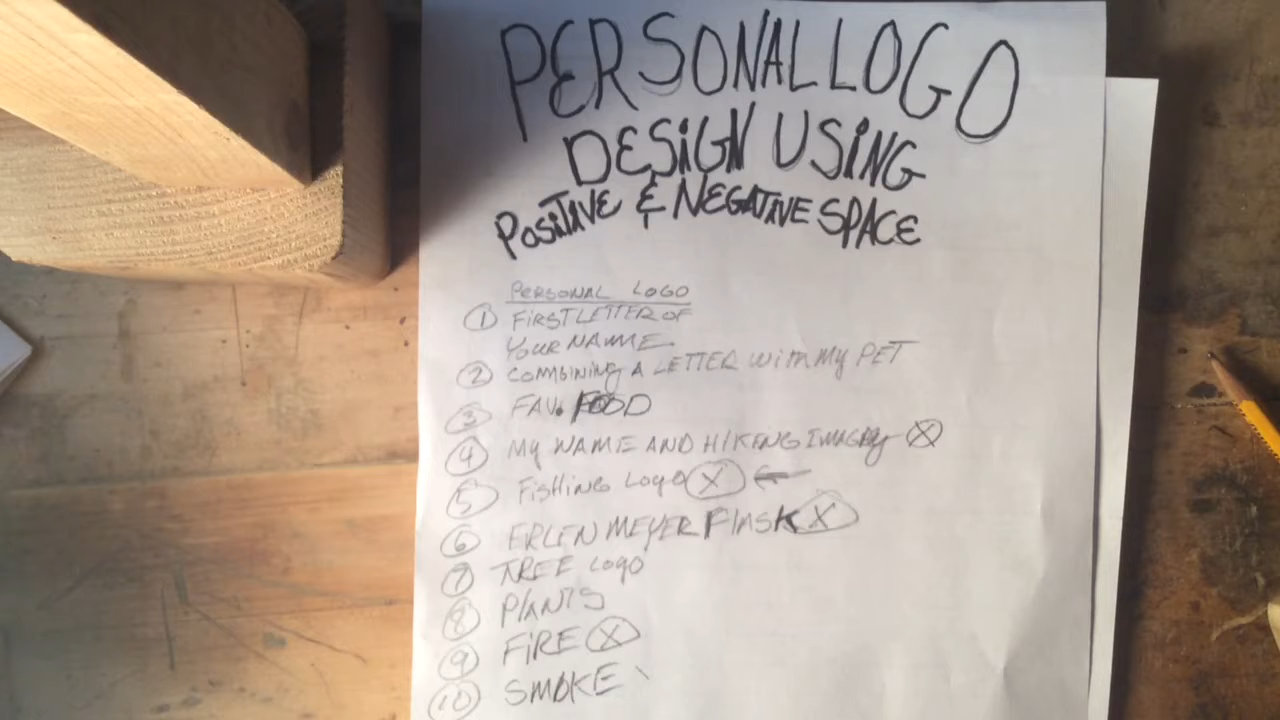 PERSONAL LOGO
DESIGN USING
POSITIVE & NEGATIVE SPACE
PERSONAL LOGO
1 FIRST LETTER OF
YOUR NAME
2 COMBINING A LETTER WITH MY PET
3 FAV. FOOD
4 MY NAME AND HIKING IMAGERY X
5 FISHING LOGO X ←
6 ERLENMEYER FLASK X
7 TREE LOGO
8 PLANTS
9 FIRE X
10 SMOKE